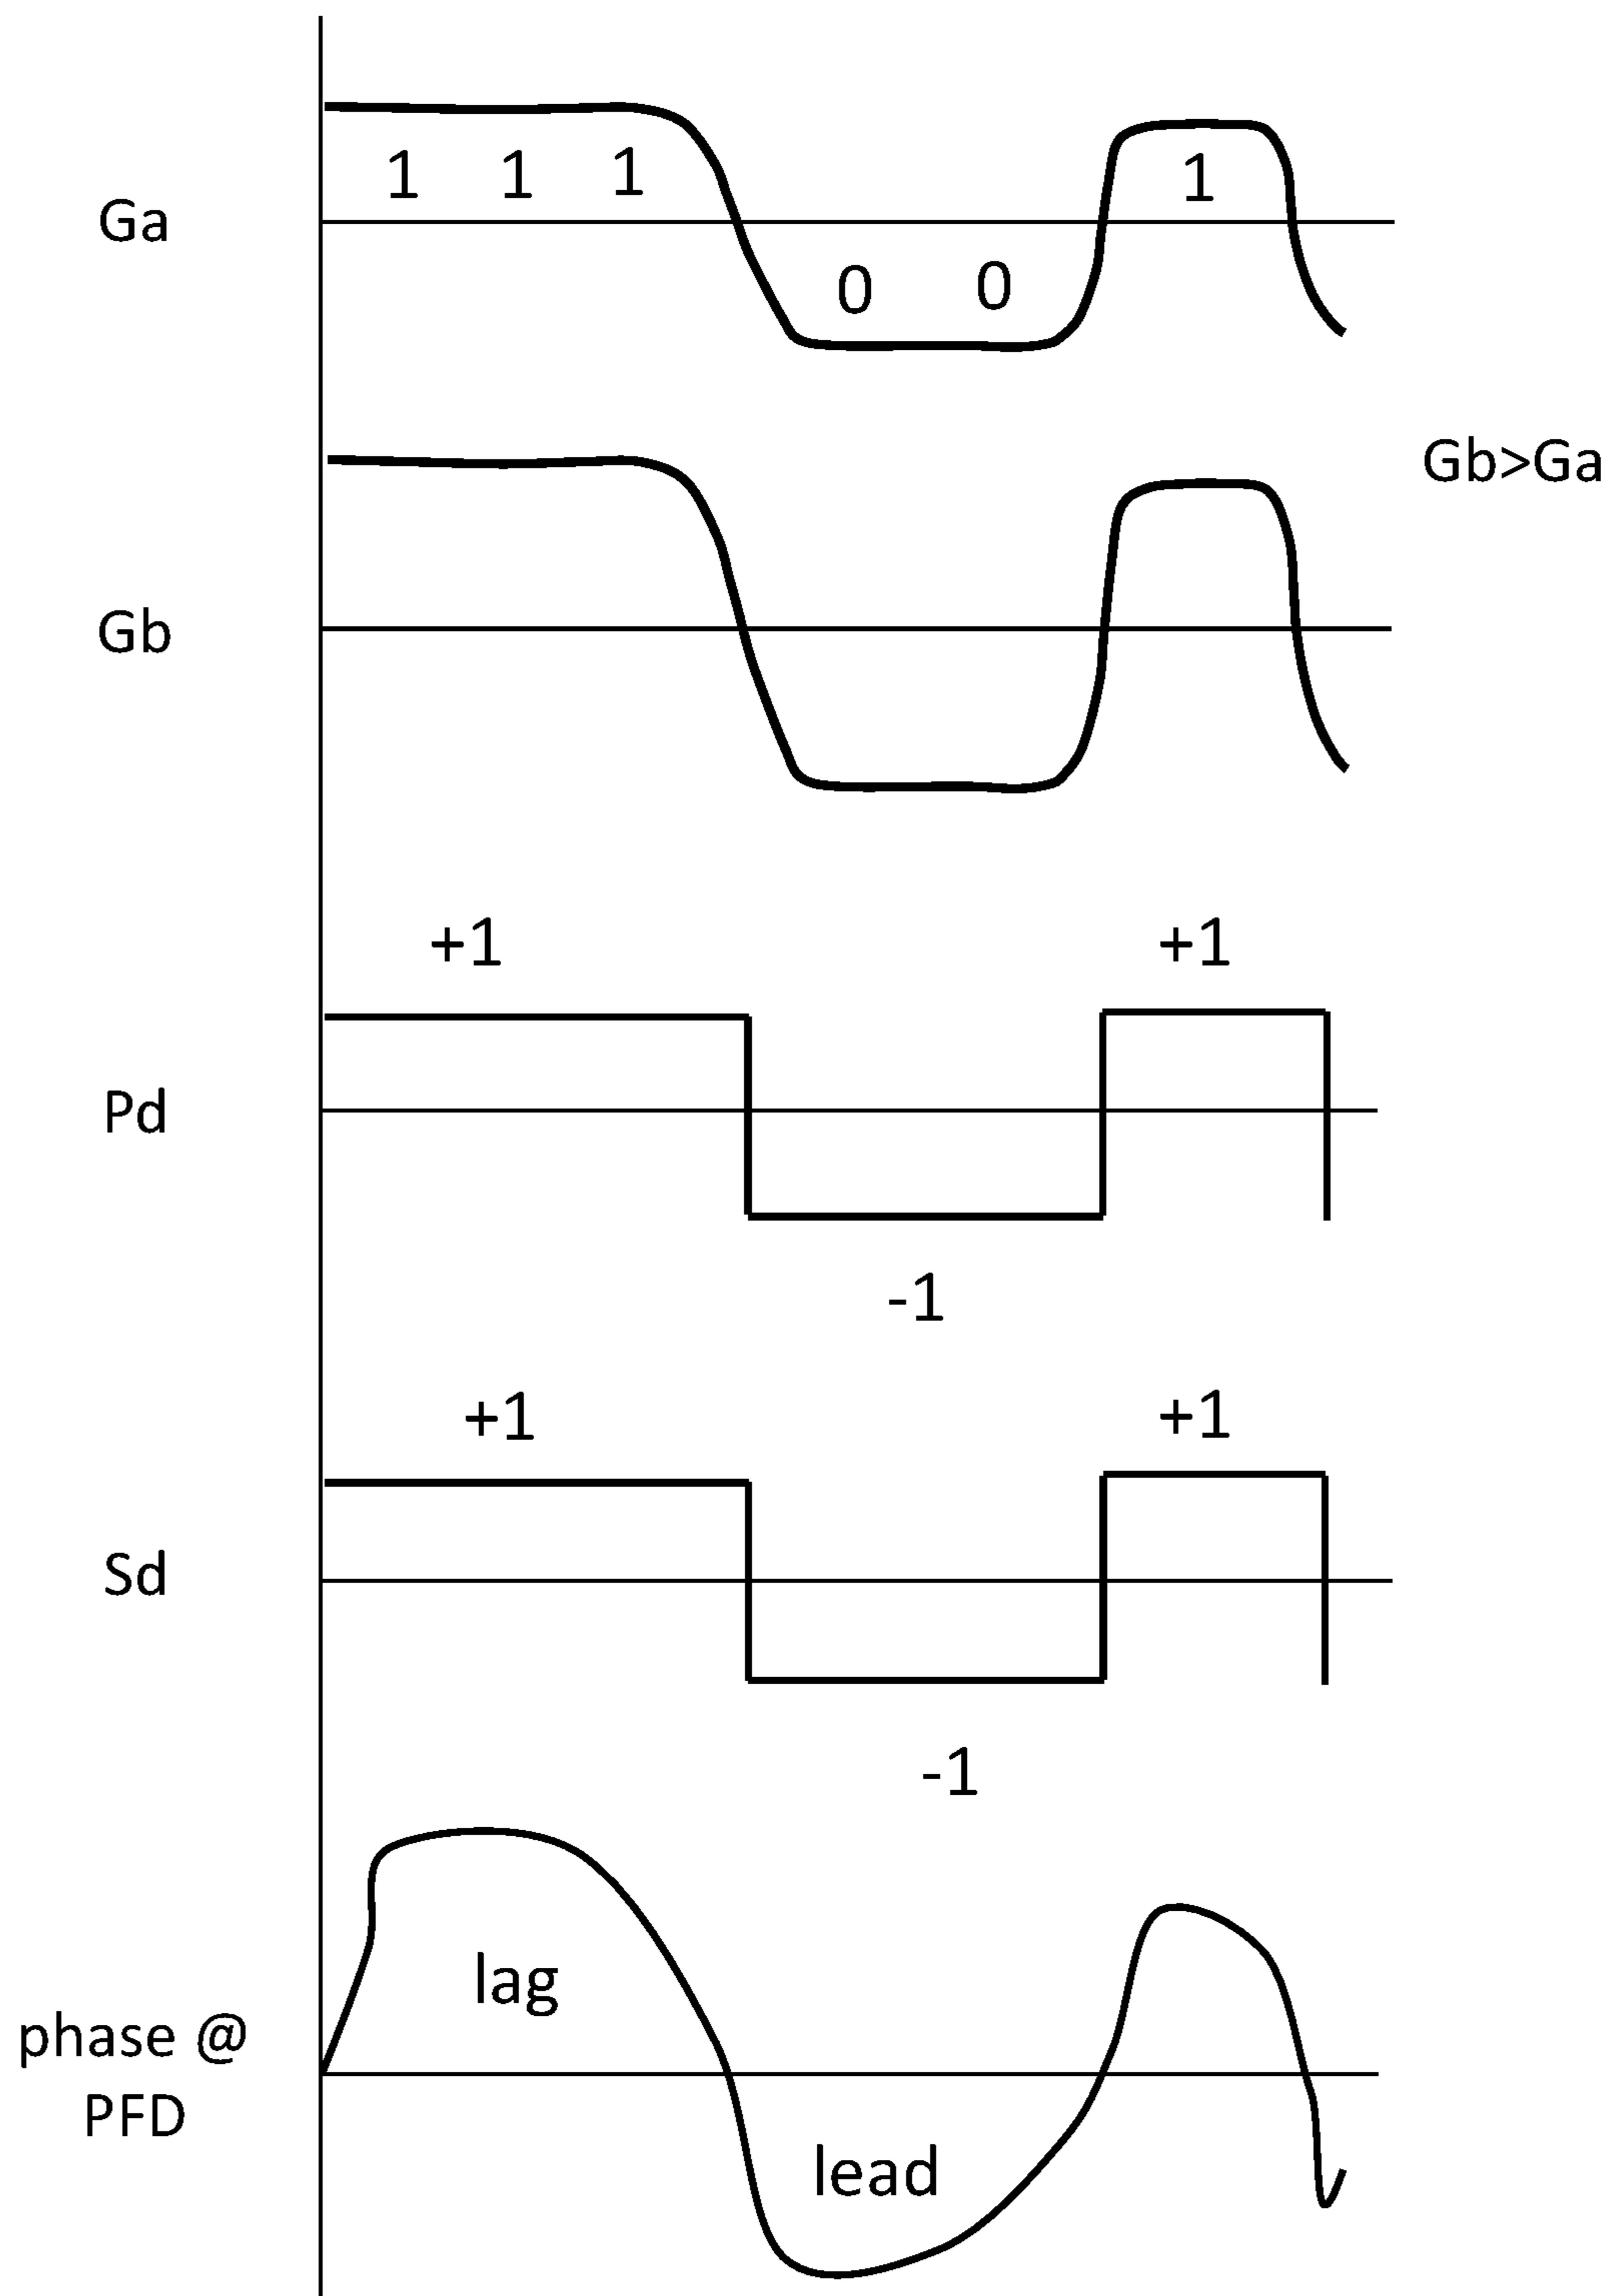 1 1 1
1
Ga
0 0
Gb>Ga
Gb
+1 +1
Pd
-1
+1 +1
Sd
-1
lag
phase @
PFD
lead